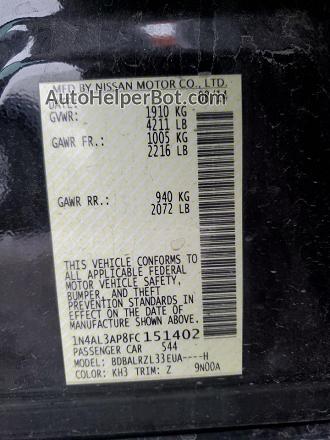 MFD BY NISSAN MOTOR CO., LTD.
DATE:
AutoHelperBot.com
GVWR: 1910 KG
4211 LB
GAWR FR.: 1005 KG
2216 LB
GAWR RR.: 940 KG
2072 LB
THIS VEHICLE CONFORMS TO
ALL APPLICABLE FEDERAL
MOTOR VEHICLE SAFETY,
BUMPER, AND THEFT
PREVENTION STANDARDS IN
EFFECT ON THE DATE OF
MANUFACTURE SHOWN ABOVE.
1N4AL3AP8FC151402
PASSENGER CAR 544
MODEL: BDBALRZL33EUA----H
COLOR: KH3 TRIM: Z 9N00A